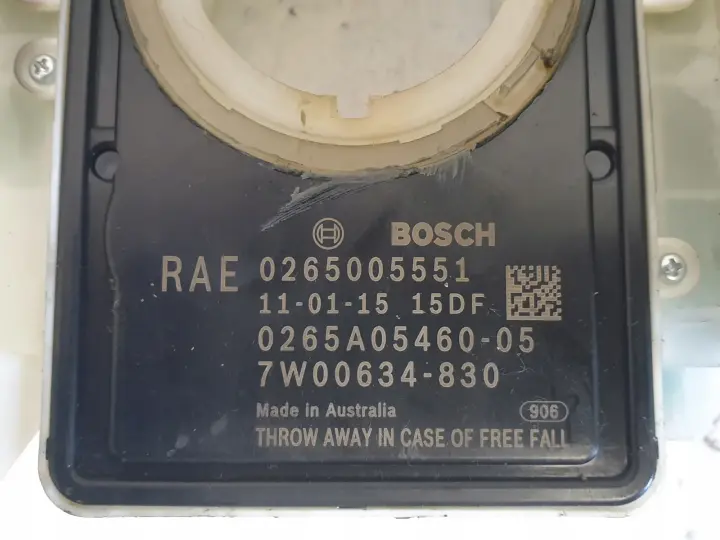 BOSCH
RAE 0265005551
11-01-15 15DF
0265A05460-05
7W00634-830
Made in Australia 906
THROW AWAY IN CASE OF FREE FALL